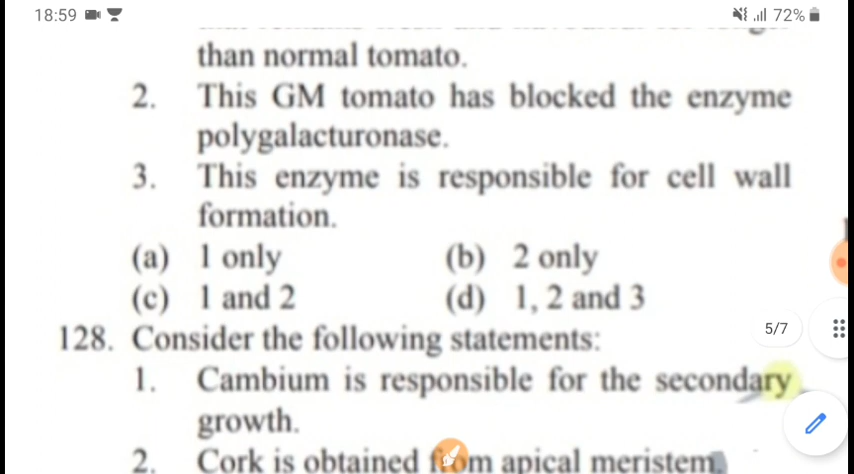 18:59 72%
than normal tomato.
2. This GM tomato has blocked the enzyme
polygalacturonase.
3. This enzyme is responsible for cell wall
formation.
(a) 1 only (b) 2 only
(c) 1 and 2 (d) 1, 2 and 3
5/7
128. Consider the following statements:
1. Cambium is responsible for the secondary
growth.
2. Cork is obtained from apical meristem